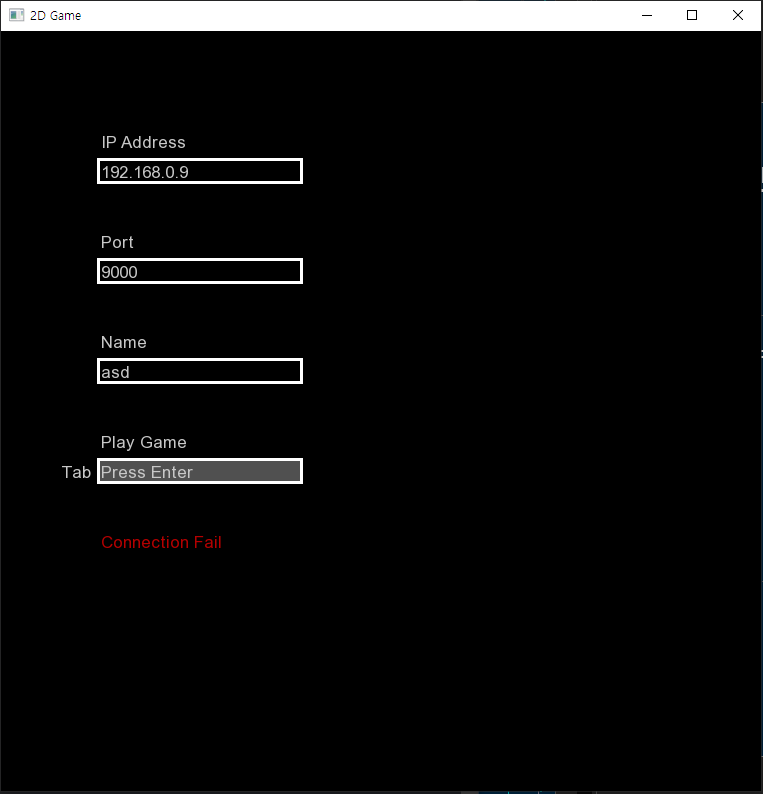 2D Game
IP Address
192.168.0.9
Port
9000
Name
asd
Play Game
Tab Press Enter
Connection Fail